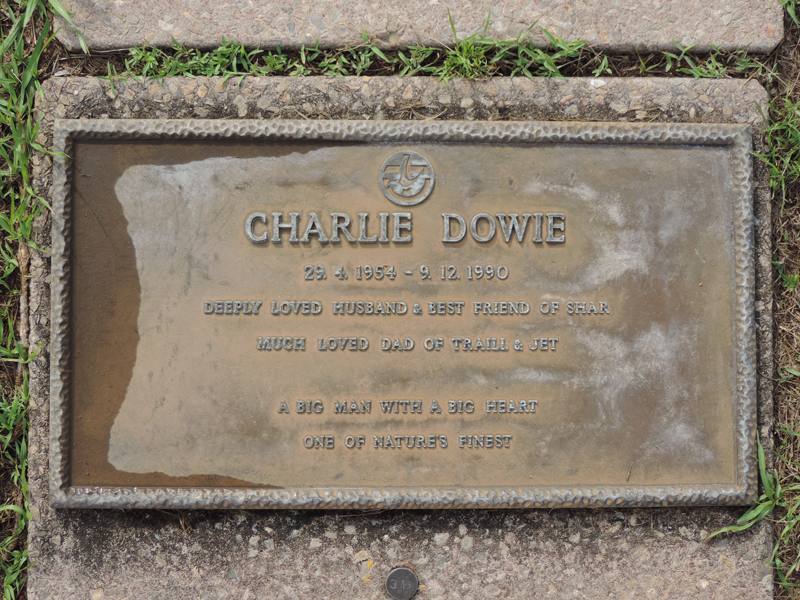 CHARLIE DOWIE
29. 4. 1954 - 9. 12. 1990
DEEPLY LOVED HUSBAND & BEST FRIEND OF SHAR
MUCH LOVED DAD OF TRAILL & JET
A BIG MAN WITH A BIG HEART
ONE OF NATURE'S FINEST